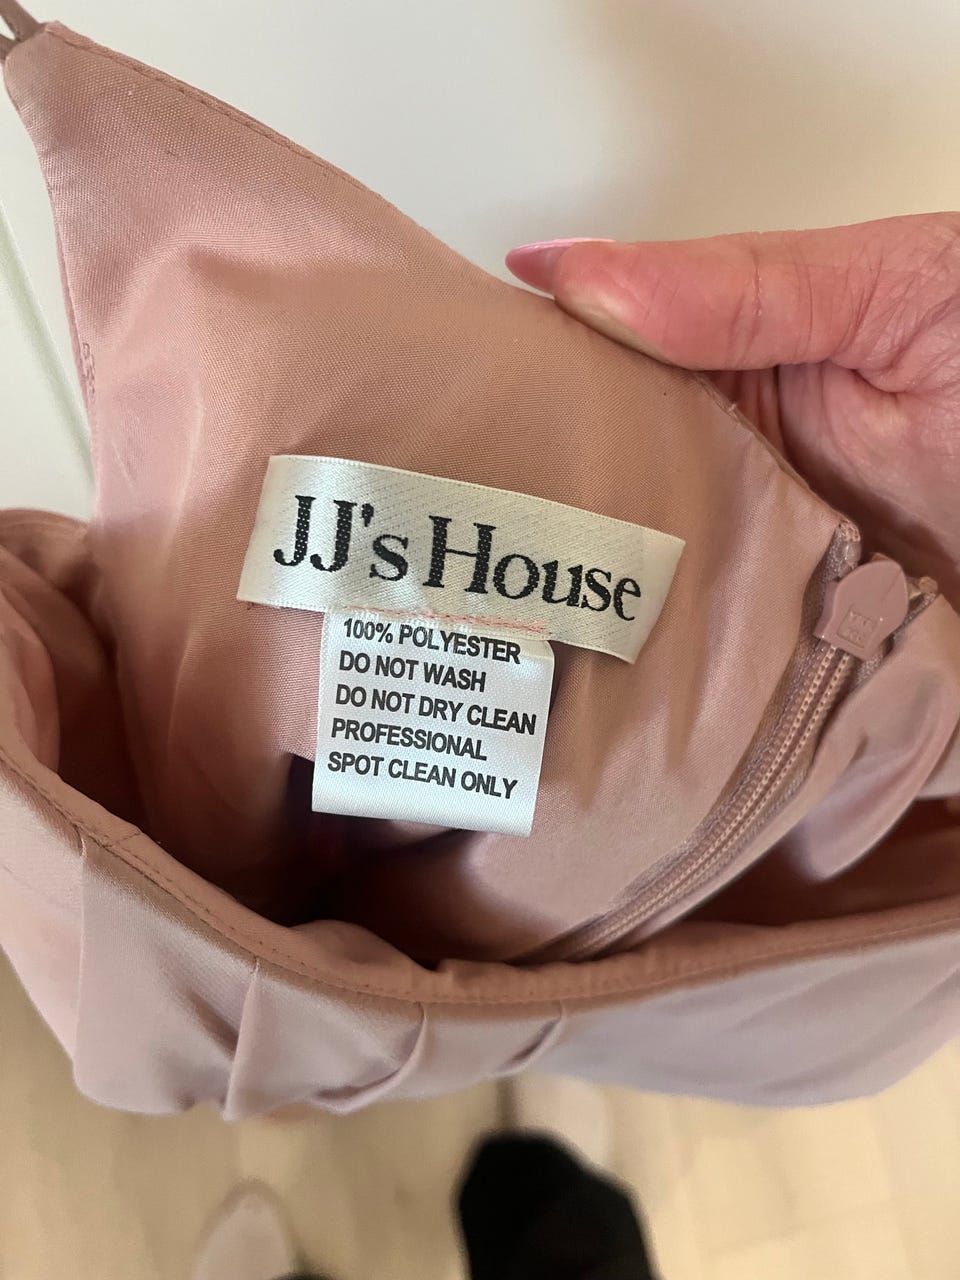 JJ's House
100% POLYESTER
DO NOT WASH
DO NOT DRY CLEAN
PROFESSIONAL
SPOT CLEAN ONLY